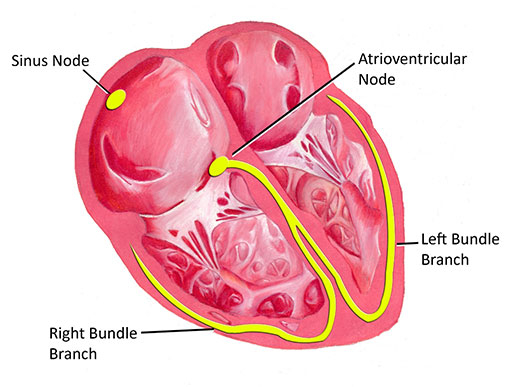 Sinus Node
Atrioventricular
Node
Left Bundle
Branch
Right Bundle
Branch